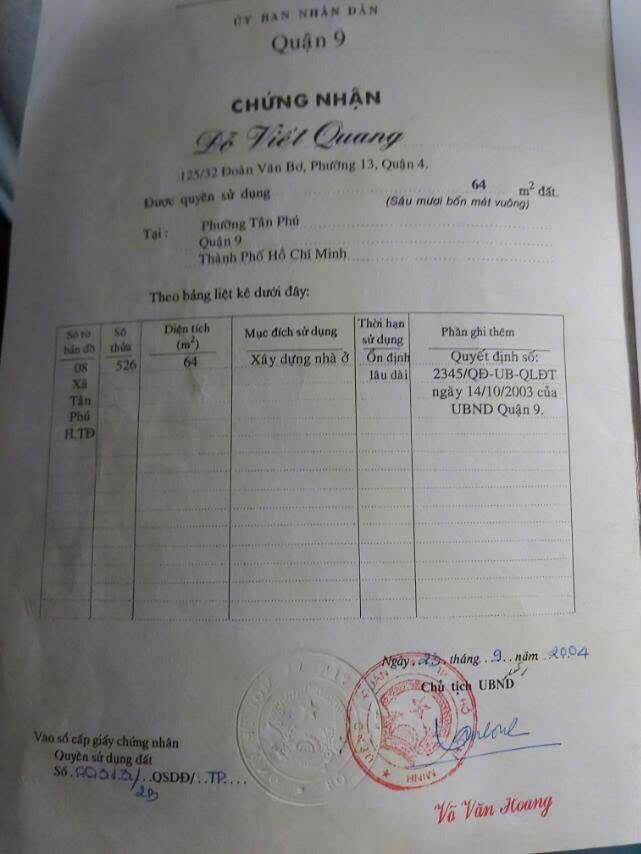 ỦY BAN NHÂN DÂN
Quận 9
CHỨNG NHẬN
Đỗ Viết Quang
125/32 Đoàn Văn Bơ, Phường 13, Quận 4.
Được quyền sử dụng 64 m² đất.
(Sáu mươi bốn mét vuông)
Tại : Phường Tân Phú
Quận 9
Thành Phố Hồ Chí Minh
Theo bảng liệt kê dưới đây:
Số tờ bản đồ
Số thửa
Diện tích (m²)
Mục đích sử dụng
Thời hạn sử dụng
Phần ghi thêm
08 Xã Tân Phú H.TĐ
526
64
Xây dựng nhà ở
Ổn định lâu dài
Quyết định số:
2345/QĐ-UB-QLĐT
ngày 14/10/2003 của
UBND Quận 9.
Ngày 23 tháng 9 năm 2004
Chủ tịch UBND
Vào sổ cấp giấy chứng nhận
Quyền sử dụng đất
Số QSDĐ/ TP
MINH
Võ Văn Hoang